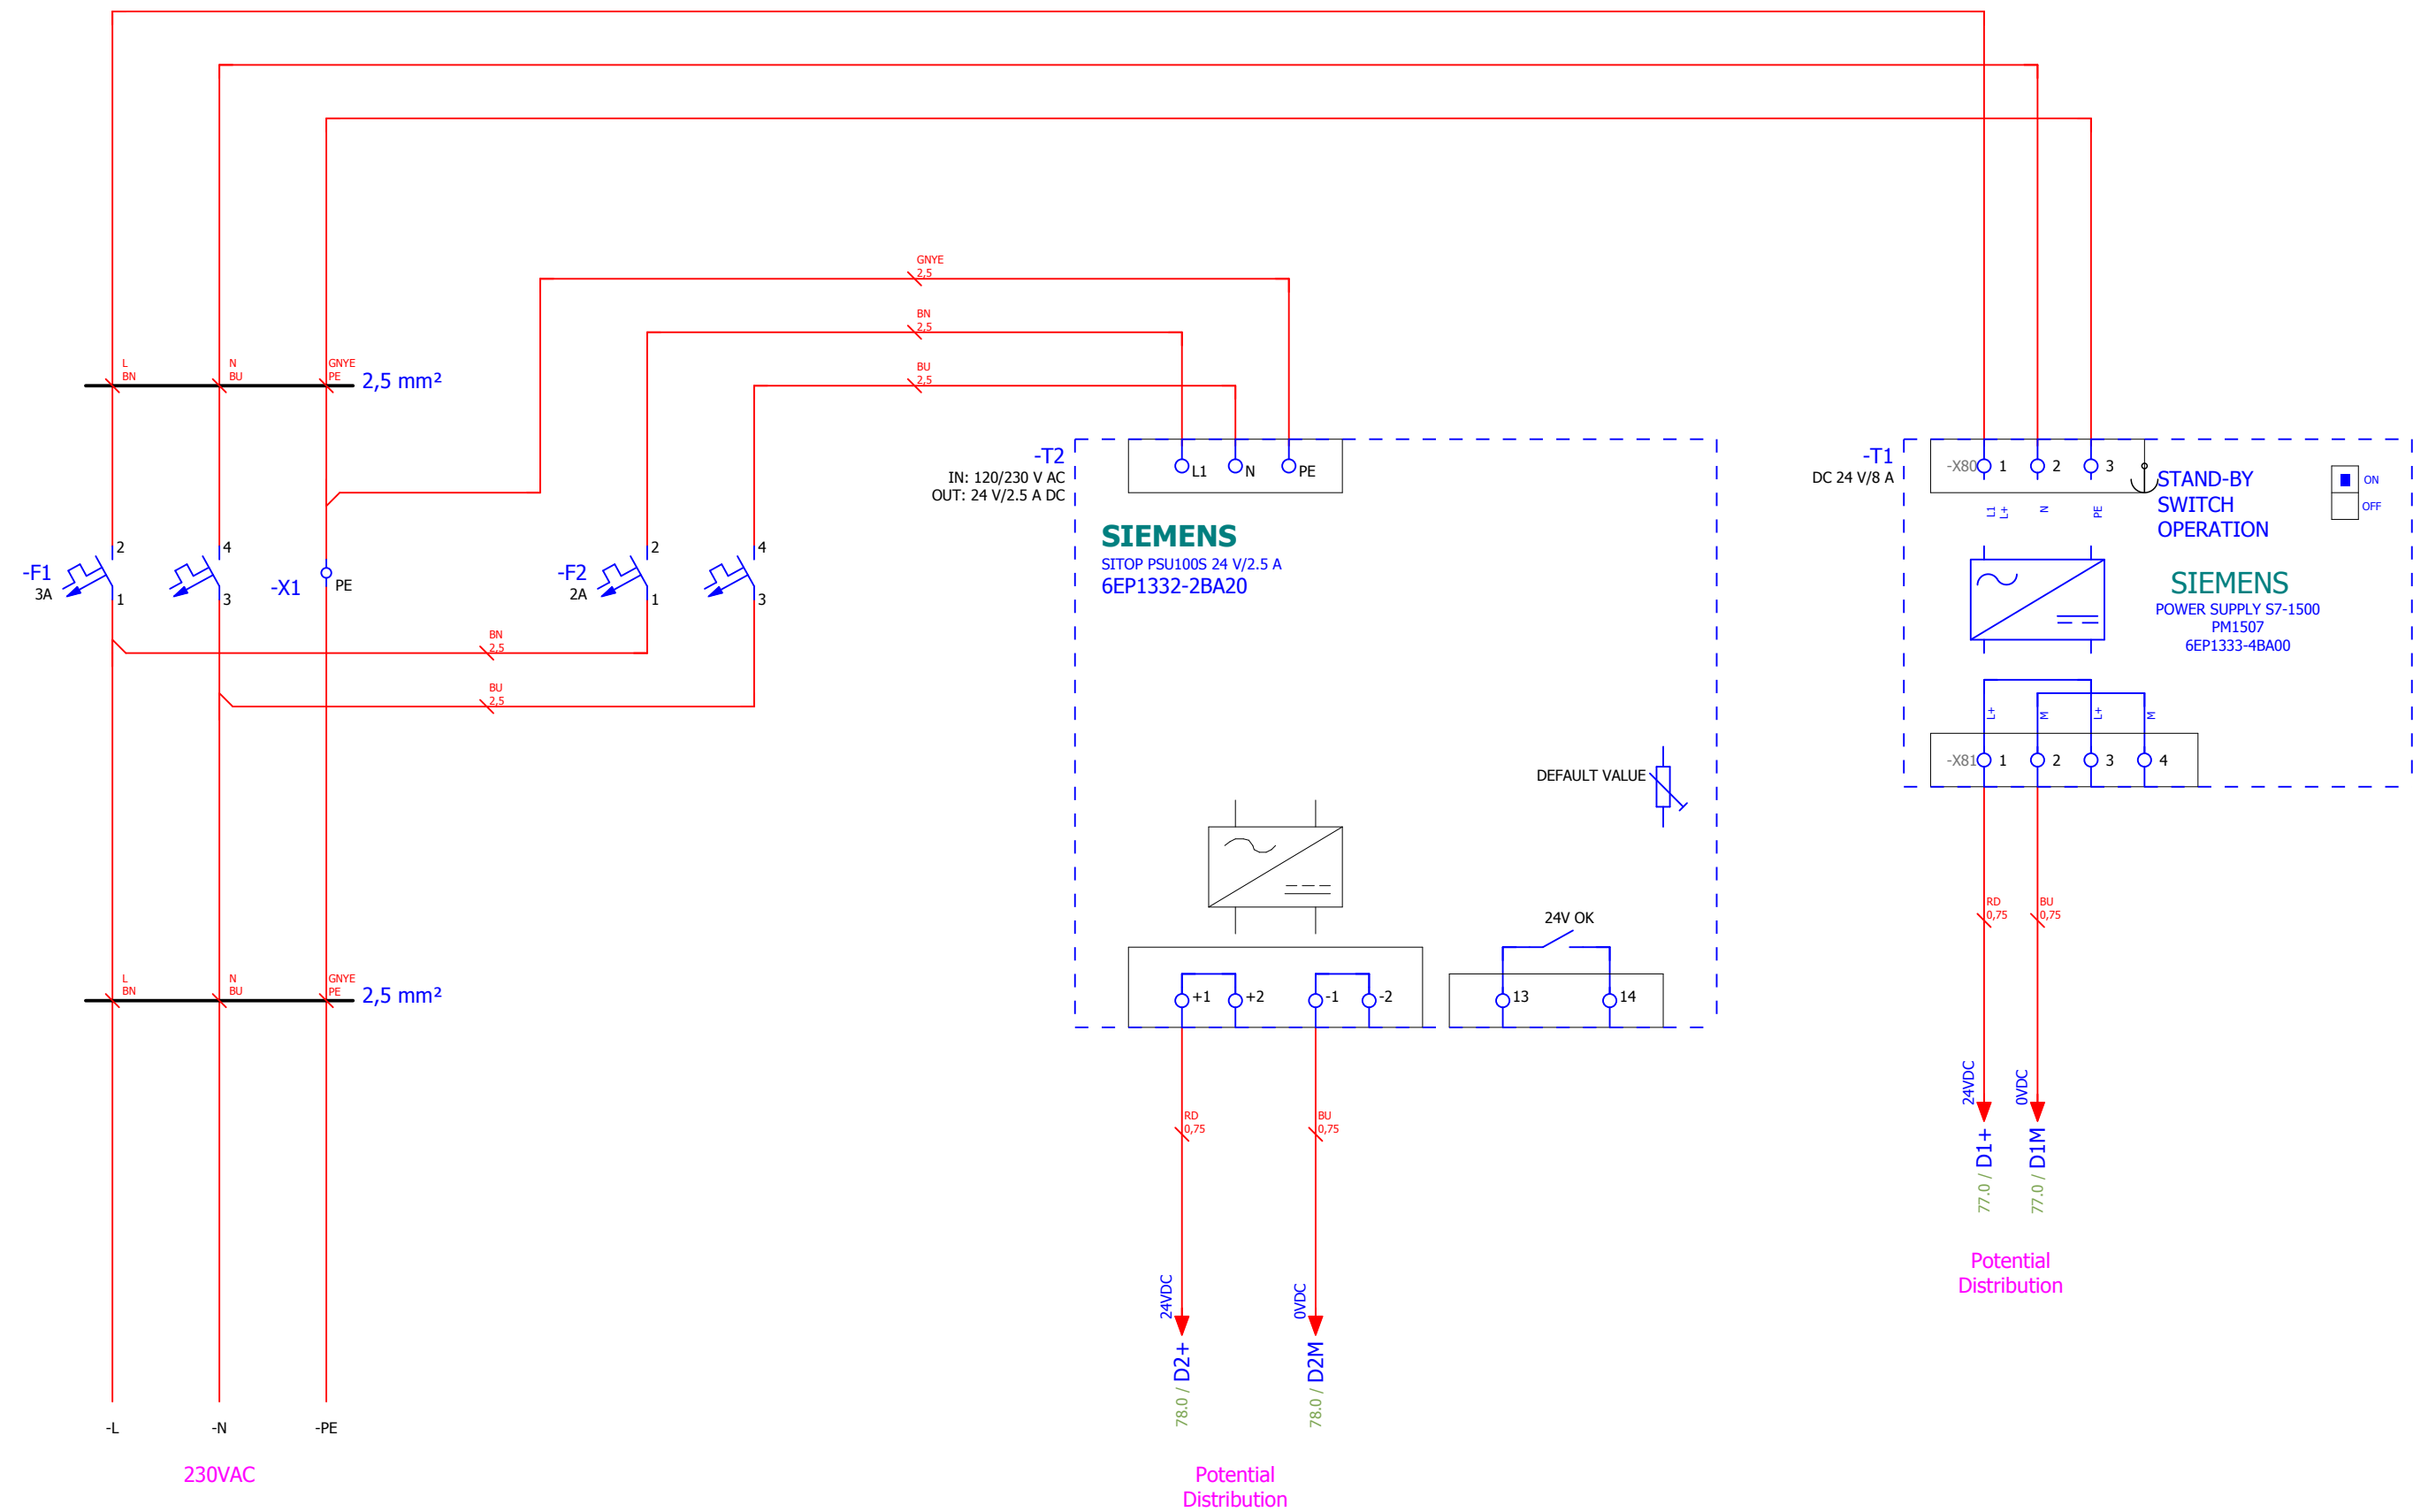 GNYE
2,5
BN
2,5
BU
2,5
L
BN
N
BU
GNYE
PE
2,5 mm²
-T2
IN: 120/230 V AC
OUT: 24 V/2.5 A DC
L1
N
PE
SIEMENS
SITOP PSU100S 24 V/2.5 A
6EP1332-2BA20
-T1
DC 24 V/8 A
-X80
1
2
3
L1
L+
N
PE
STAND-BY
SWITCH
OPERATION
ON
OFF
SIEMENS
POWER SUPPLY S7-1500
PM1507
6EP1333-4BA00
-F1
3A
2
1
4
3
-X1
PE
-F2
2A
2
1
4
3
BN
2,5
BU
2,5
L+
M
L+
M
-X81
1
2
3
4
DEFAULT VALUE
24V OK
+1
+2
-1
-2
13
14
L
BN
N
BU
GNYE
PE
2,5 mm²
RD
0,75
BU
0,75
24VDC
0VDC
77.0 / D1+
77.0 / D1M
Potential
Distribution
RD
0,75
BU
0,75
24VDC
0VDC
78.0 / D2+
78.0 / D2M
-L
-N
-PE
230VAC
Potential
Distribution